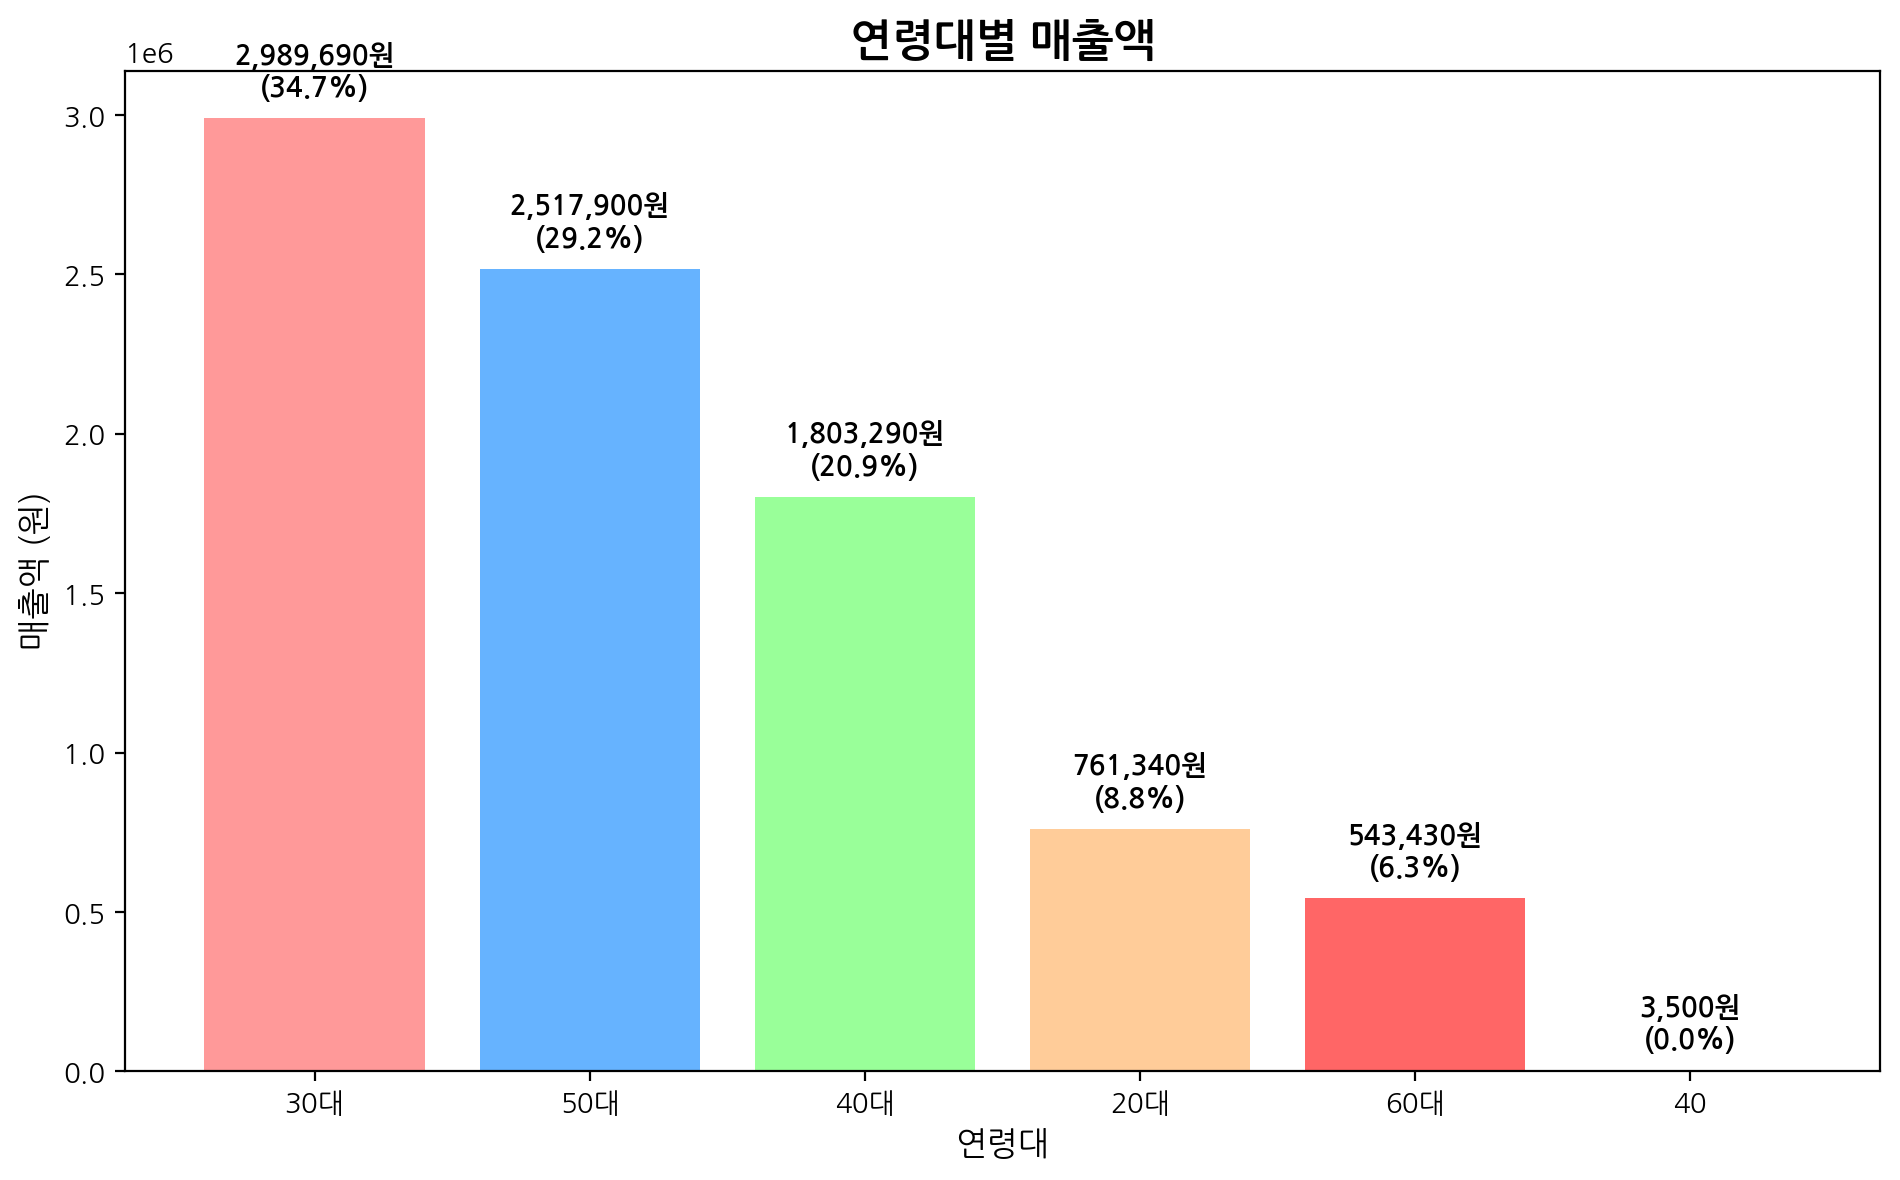 연령대별 매출액
1e6
2,989,690원
(34.7%)
3.0
2,517,900원
(29.2%)
2.5
1,803,290원
(20.9%)
2.0
매출액 (원)
1.5
761,340원
(8.8%)
1.0
543,430원
(6.3%)
0.5
3,500원
(0.0%)
0.0
30대
50대
40대
20대
60대
40
연령대